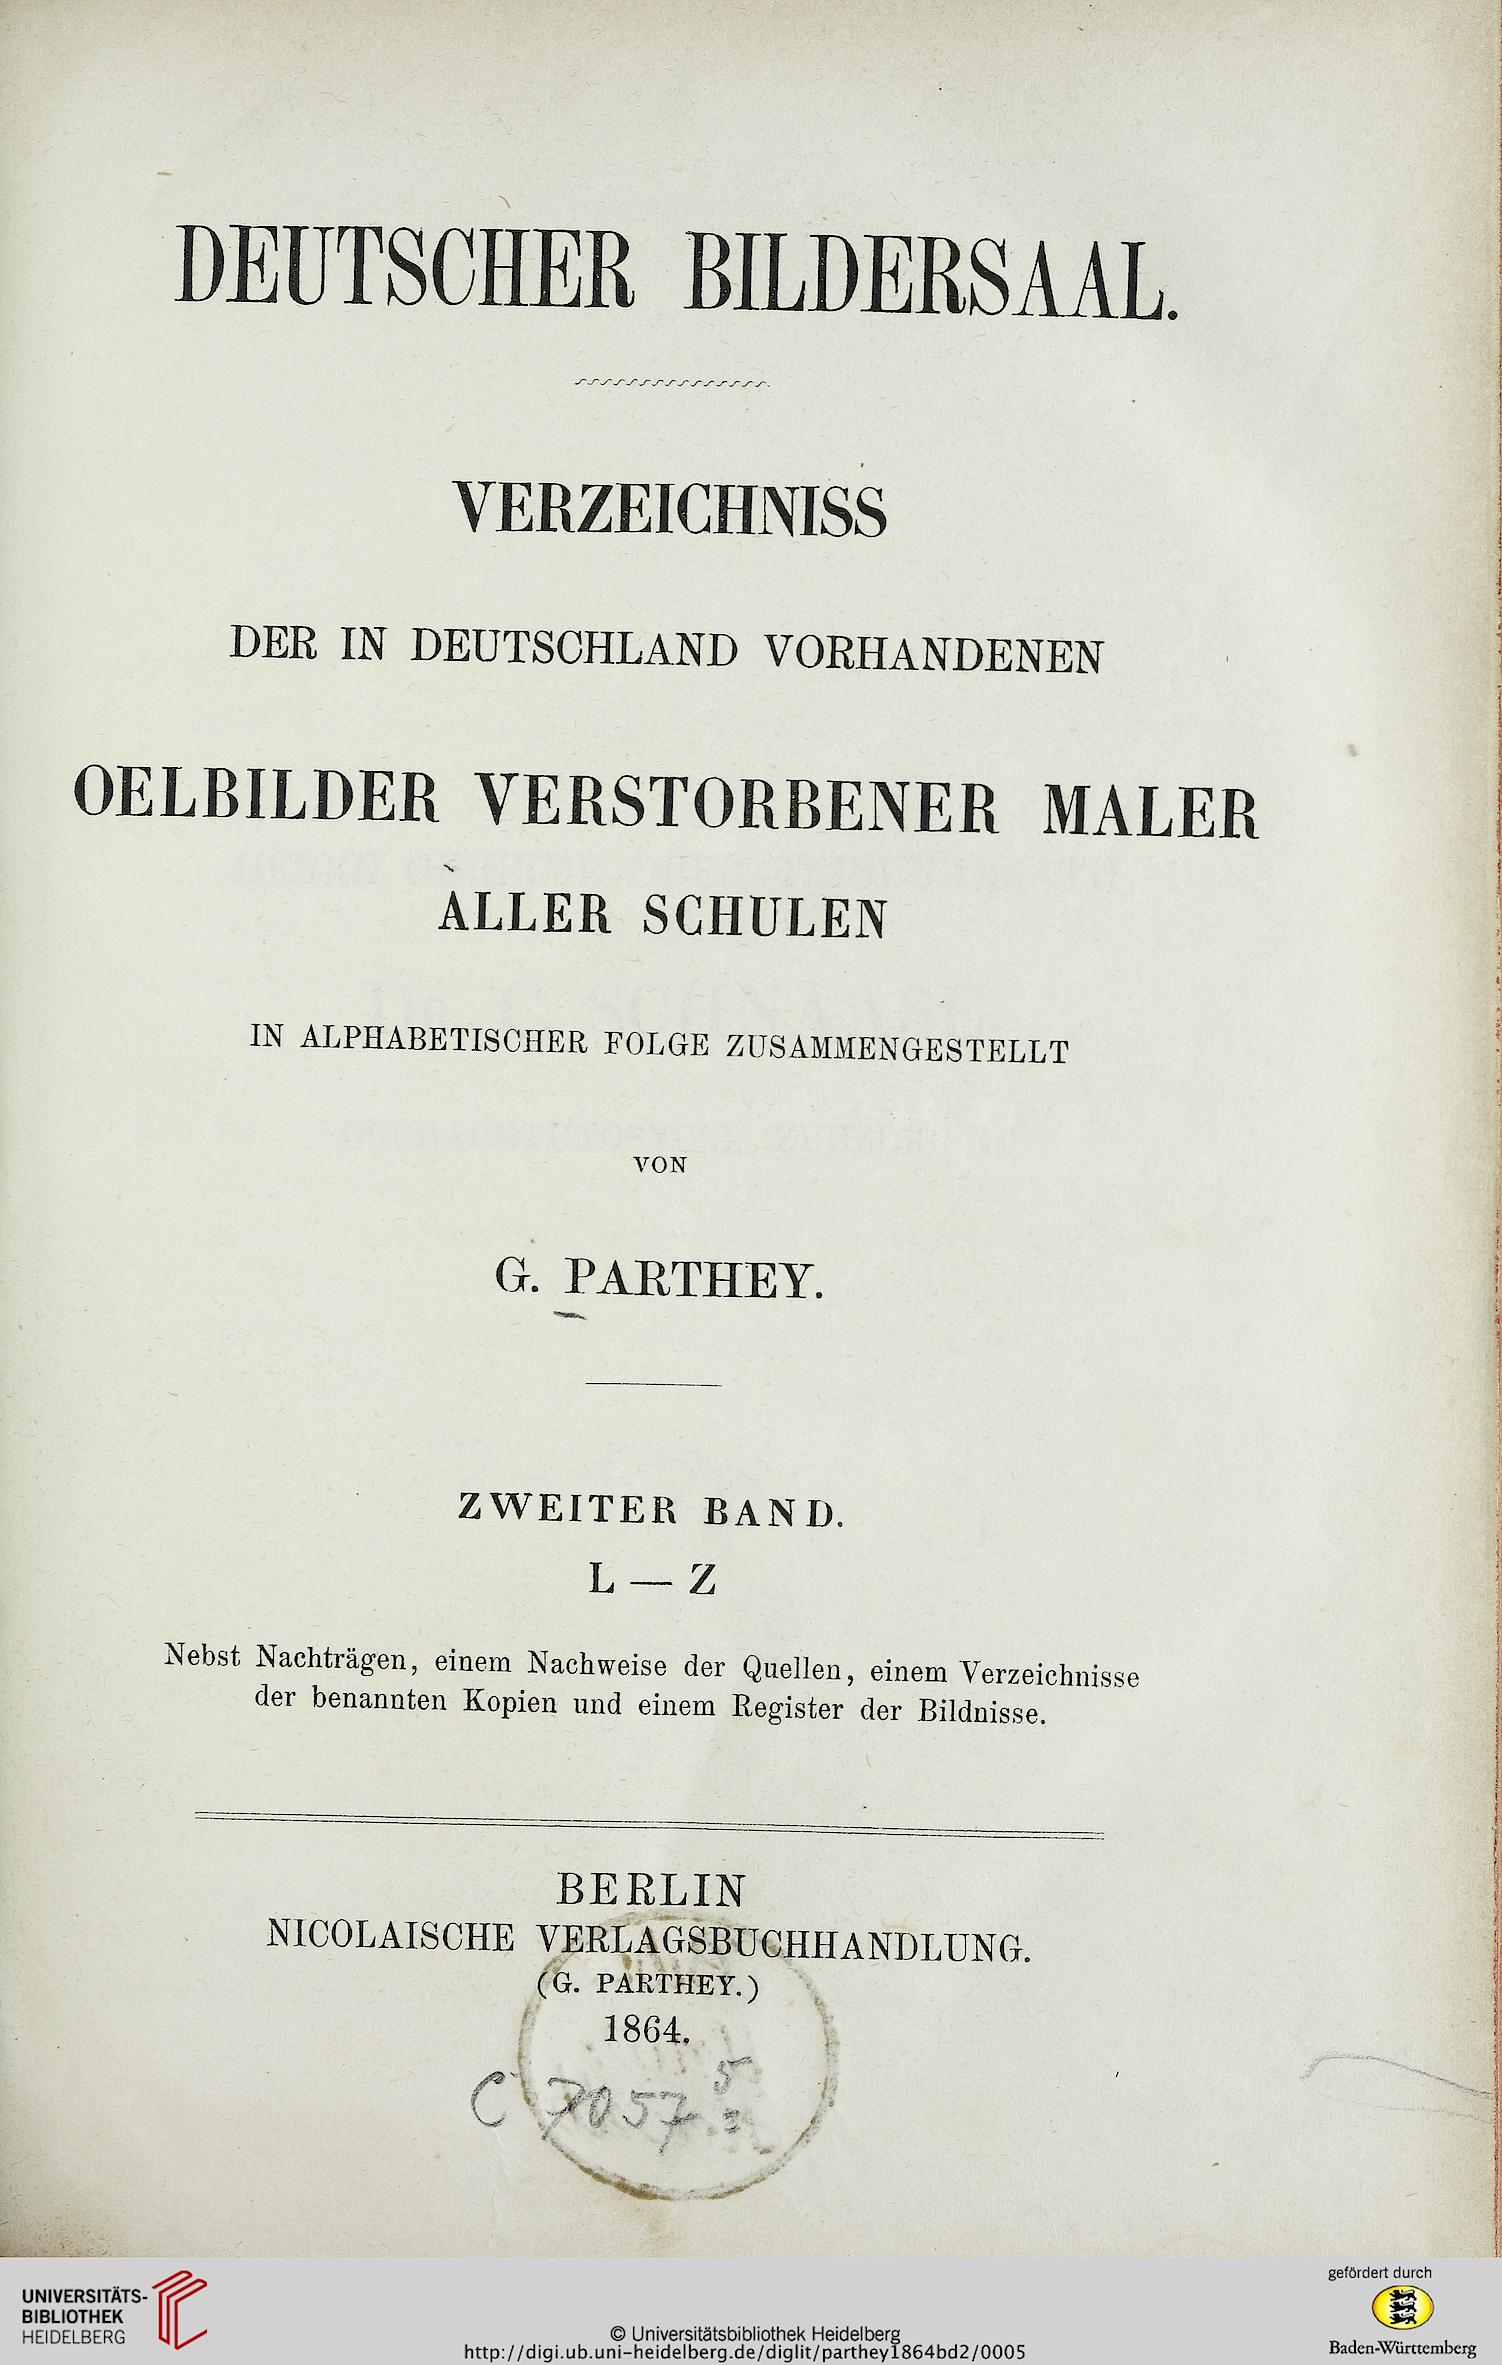 DEUTSCHER BILDERSAAL.
VERZEICHNISS
DER IN DEUTSCHLAND VORHANDENEN
OELBILDER VERSTORBENER MALER
ALLER SCHULEN
IN ALPHABETISCHER FOLGE ZUSAMMENGESTELLT
VON
G. PARTHEY.
ZWEITER BAND.
L — Z
Nebst Nachträgen, einem Nachweise der Quellen, einem Verzeichnisse
der benannten Kopien und einem Register der Bildnisse.
BERLIN
NICOLAISCHE VERLAGSBUCHHANDLUNG.
(G. PARTHEY.)
1864.
C 7057 5
2
UNIVERSITÄTS-
BIBLIOTHEK
HEIDELBERG
© Universitätsbibliothek Heidelberg
http://digi.ub.uni-heidelberg.de/diglit/parthey1864bd2/0005
gefördert durch
Baden-Württemberg